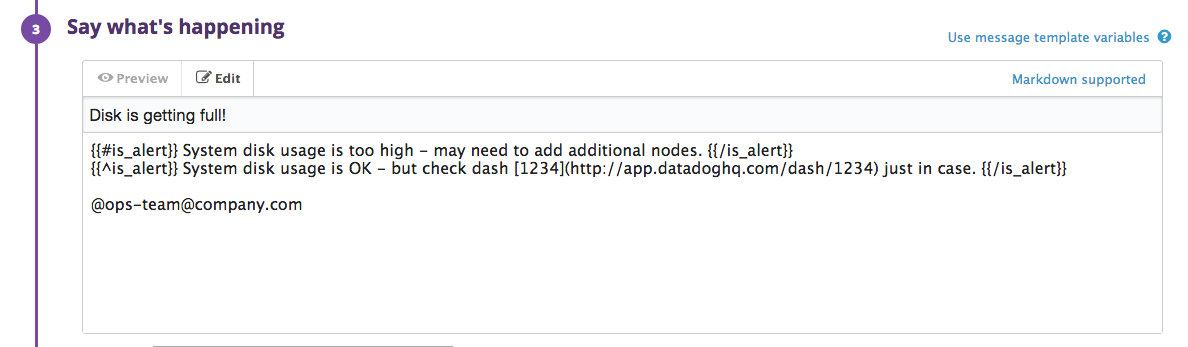 3
Say what's happening
Use message template variables ?
Preview Edit Markdown supported
Disk is getting full!
{{#is_alert}} System disk usage is too high – may need to add additional nodes. {{/is_alert}}
{{^is_alert}} System disk usage is OK – but check dash [1234](http://app.datadoghq.com/dash/1234) just in case. {{/is_alert}}
@ops-team@company.com